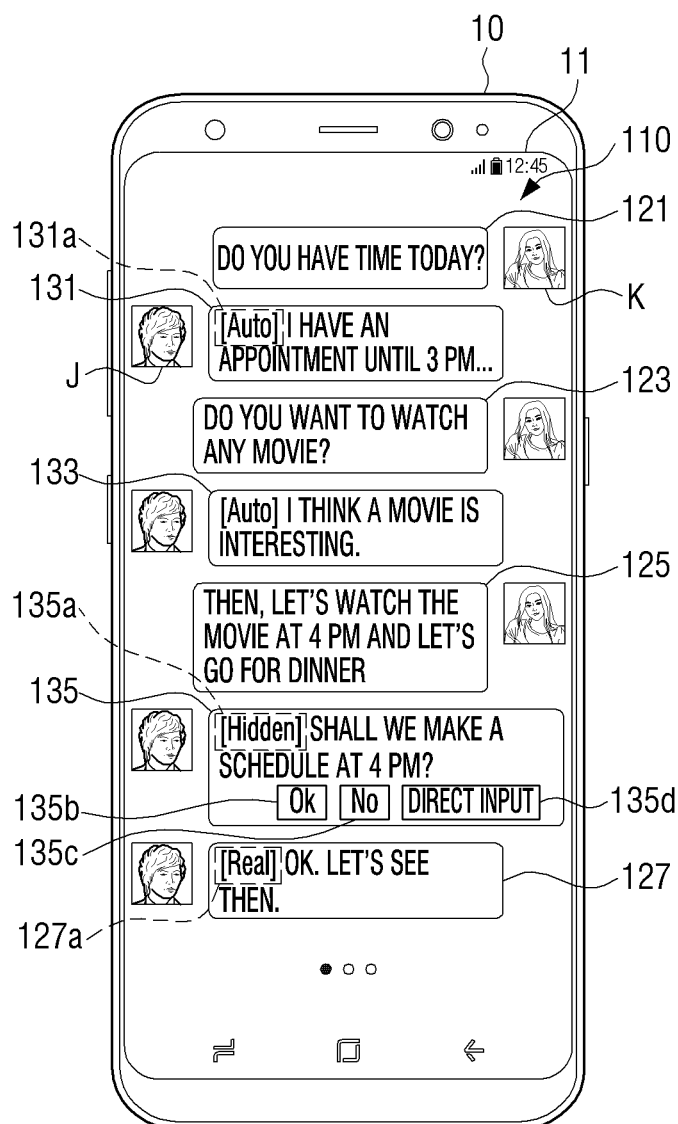 10
11
12:45
110
121
131a
DO YOU HAVE TIME TODAY?
131
K
[Auto] I HAVE AN
APPOINTMENT UNTIL 3 PM...
J
123
DO YOU WANT TO WATCH
ANY MOVIE?
133
[Auto] I THINK A MOVIE IS
INTERESTING.
125
135a
THEN, LET'S WATCH THE
MOVIE AT 4 PM AND LET'S
GO FOR DINNER
135
[Hidden] SHALL WE MAKE A
SCHEDULE AT 4 PM?
135b
Ok No DIRECT INPUT
135d
135c
[Real] OK. LET'S SEE
THEN.
127
127a